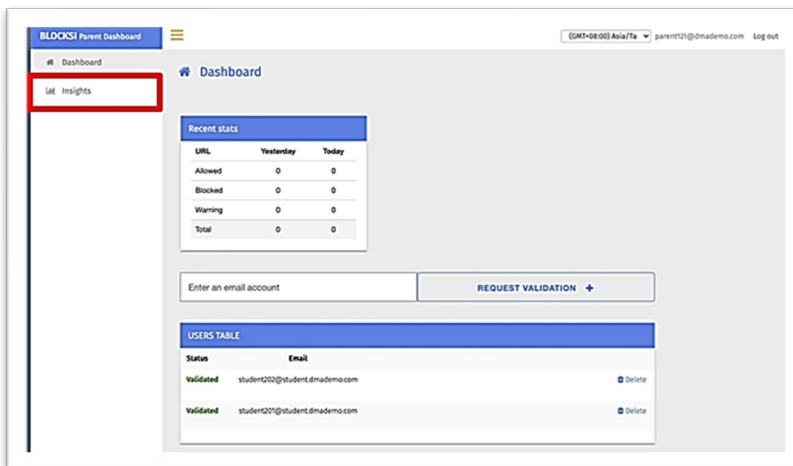 BLOCKSI Parent Dashboard
(GMT+08:00) Asia/Ta parent121@dmademo.com Log out
Dashboard
Insights
Dashboard
Recent stats
URL Yesterday Today
Allowed 0 0
Blocked 0 0
Warning 0 0
Total 0 0
Enter an email account REQUEST VALIDATION +
USERS TABLE
Status Email
Validated student202@student.dmademo.com Delete
Validated student201@student.dmademo.com Delete